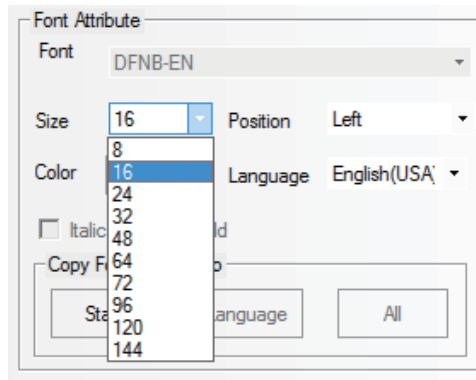 Font Attribute
Font DFNB-EN
Size 16 Position Left
8
Color 16 Language English(USA)
24
32
Italic ld
48
Copy F 64 o
72
Sta 96 anguage All
120
144